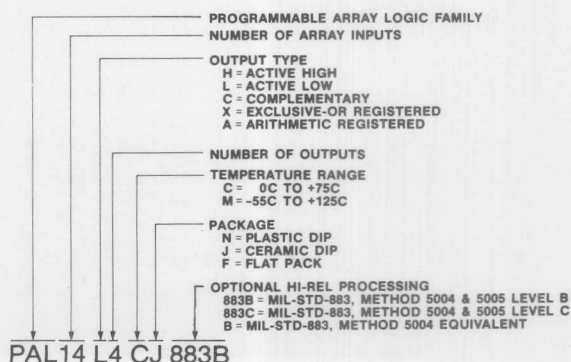 PROGRAMMABLE ARRAY LOGIC FAMILY
NUMBER OF ARRAY INPUTS
OUTPUT TYPE
H = ACTIVE HIGH
L = ACTIVE LOW
C = COMPLEMENTARY
X = EXCLUSIVE-OR REGISTERED
A = ARITHMETIC REGISTERED
NUMBER OF OUTPUTS
TEMPERATURE RANGE
C = 0C TO +75C
M = -55C TO +125C
PACKAGE
N = PLASTIC DIP
J = CERAMIC DIP
F = FLAT PACK
OPTIONAL HI-REL PROCESSING
883B = MIL-STD-883, METHOD 5004 & 5005 LEVEL B
883C = MIL-STD-883, METHOD 5004 & 5005 LEVEL C
B = MIL-STD-883, METHOD 5004 EQUIVALENT
PAL14 L4 CJ 883B